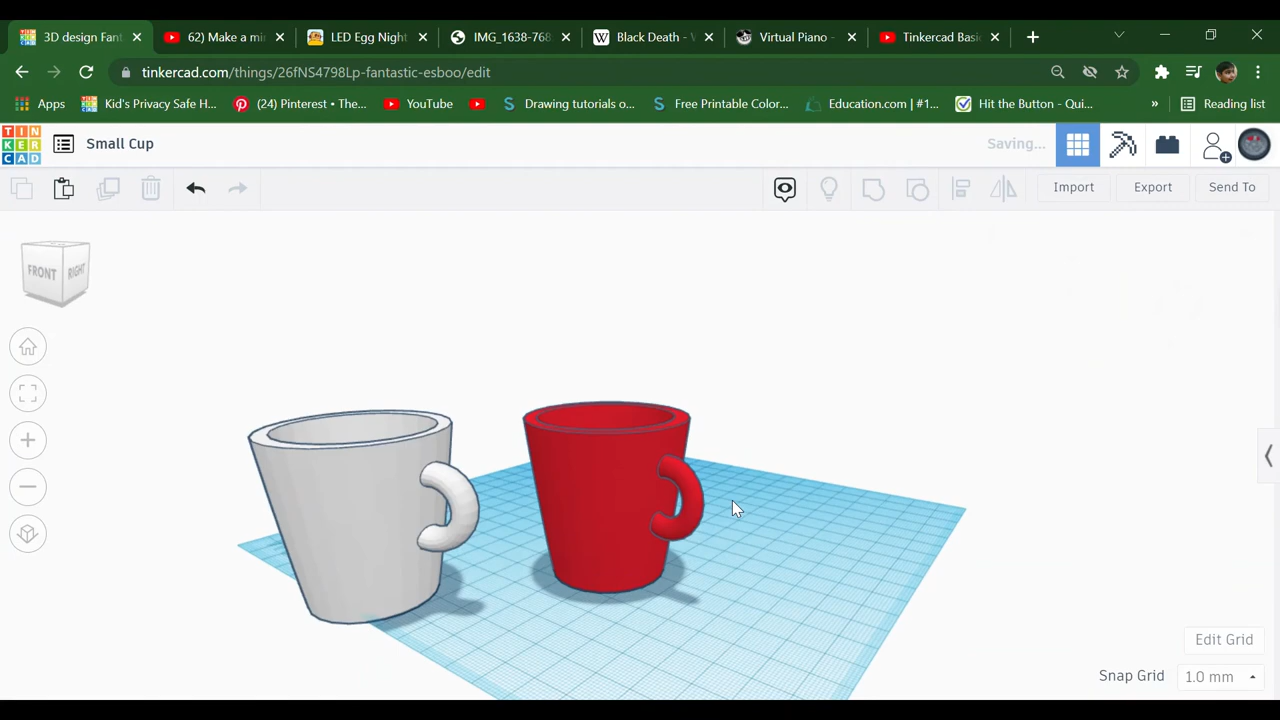 3D design Fant
62) Make a mi
LED Egg Night
IMG_1638-768
W
Black Death - W
Virtual Piano -
Tinkercad Basic
tinkercad.com/things/26fNS4798Lp-fantastic-esboo/edit
Apps
Kid's Privacy Safe H...
(24) Pinterest • The...
YouTube
S
Drawing tutorials o...
S
Free Printable Color...
Education.com | #1...
Hit the Button - Qui...
»
Reading list
TIN
KER
CAD
Small Cup
Saving...
Import
Export
Send To
FRONT
RIGHT
Edit Grid
Snap Grid
1.0 mm